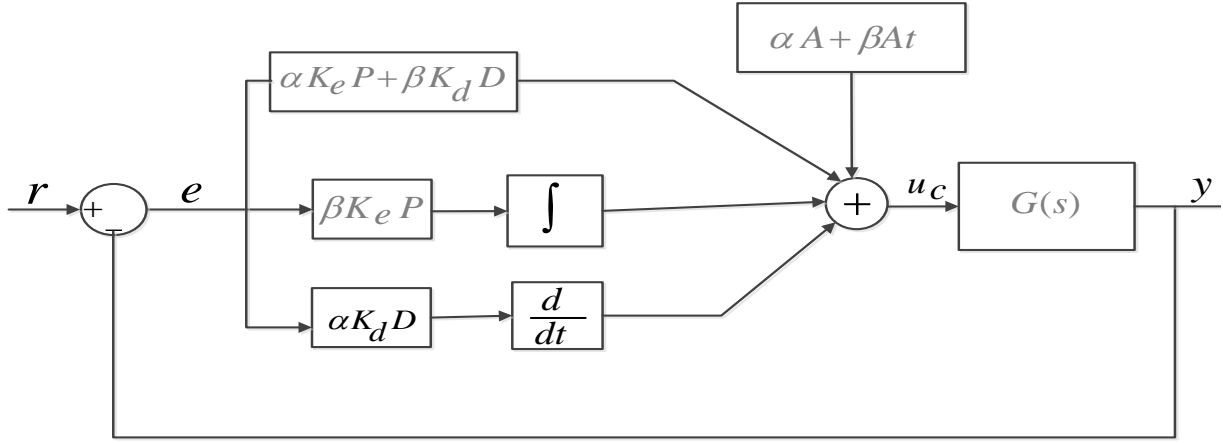 αA + βAt
αK_e P + βK_d D
r
+
−
e
βK_e P
∫
+
u_c
G(s)
y
αK_d D
d/dt